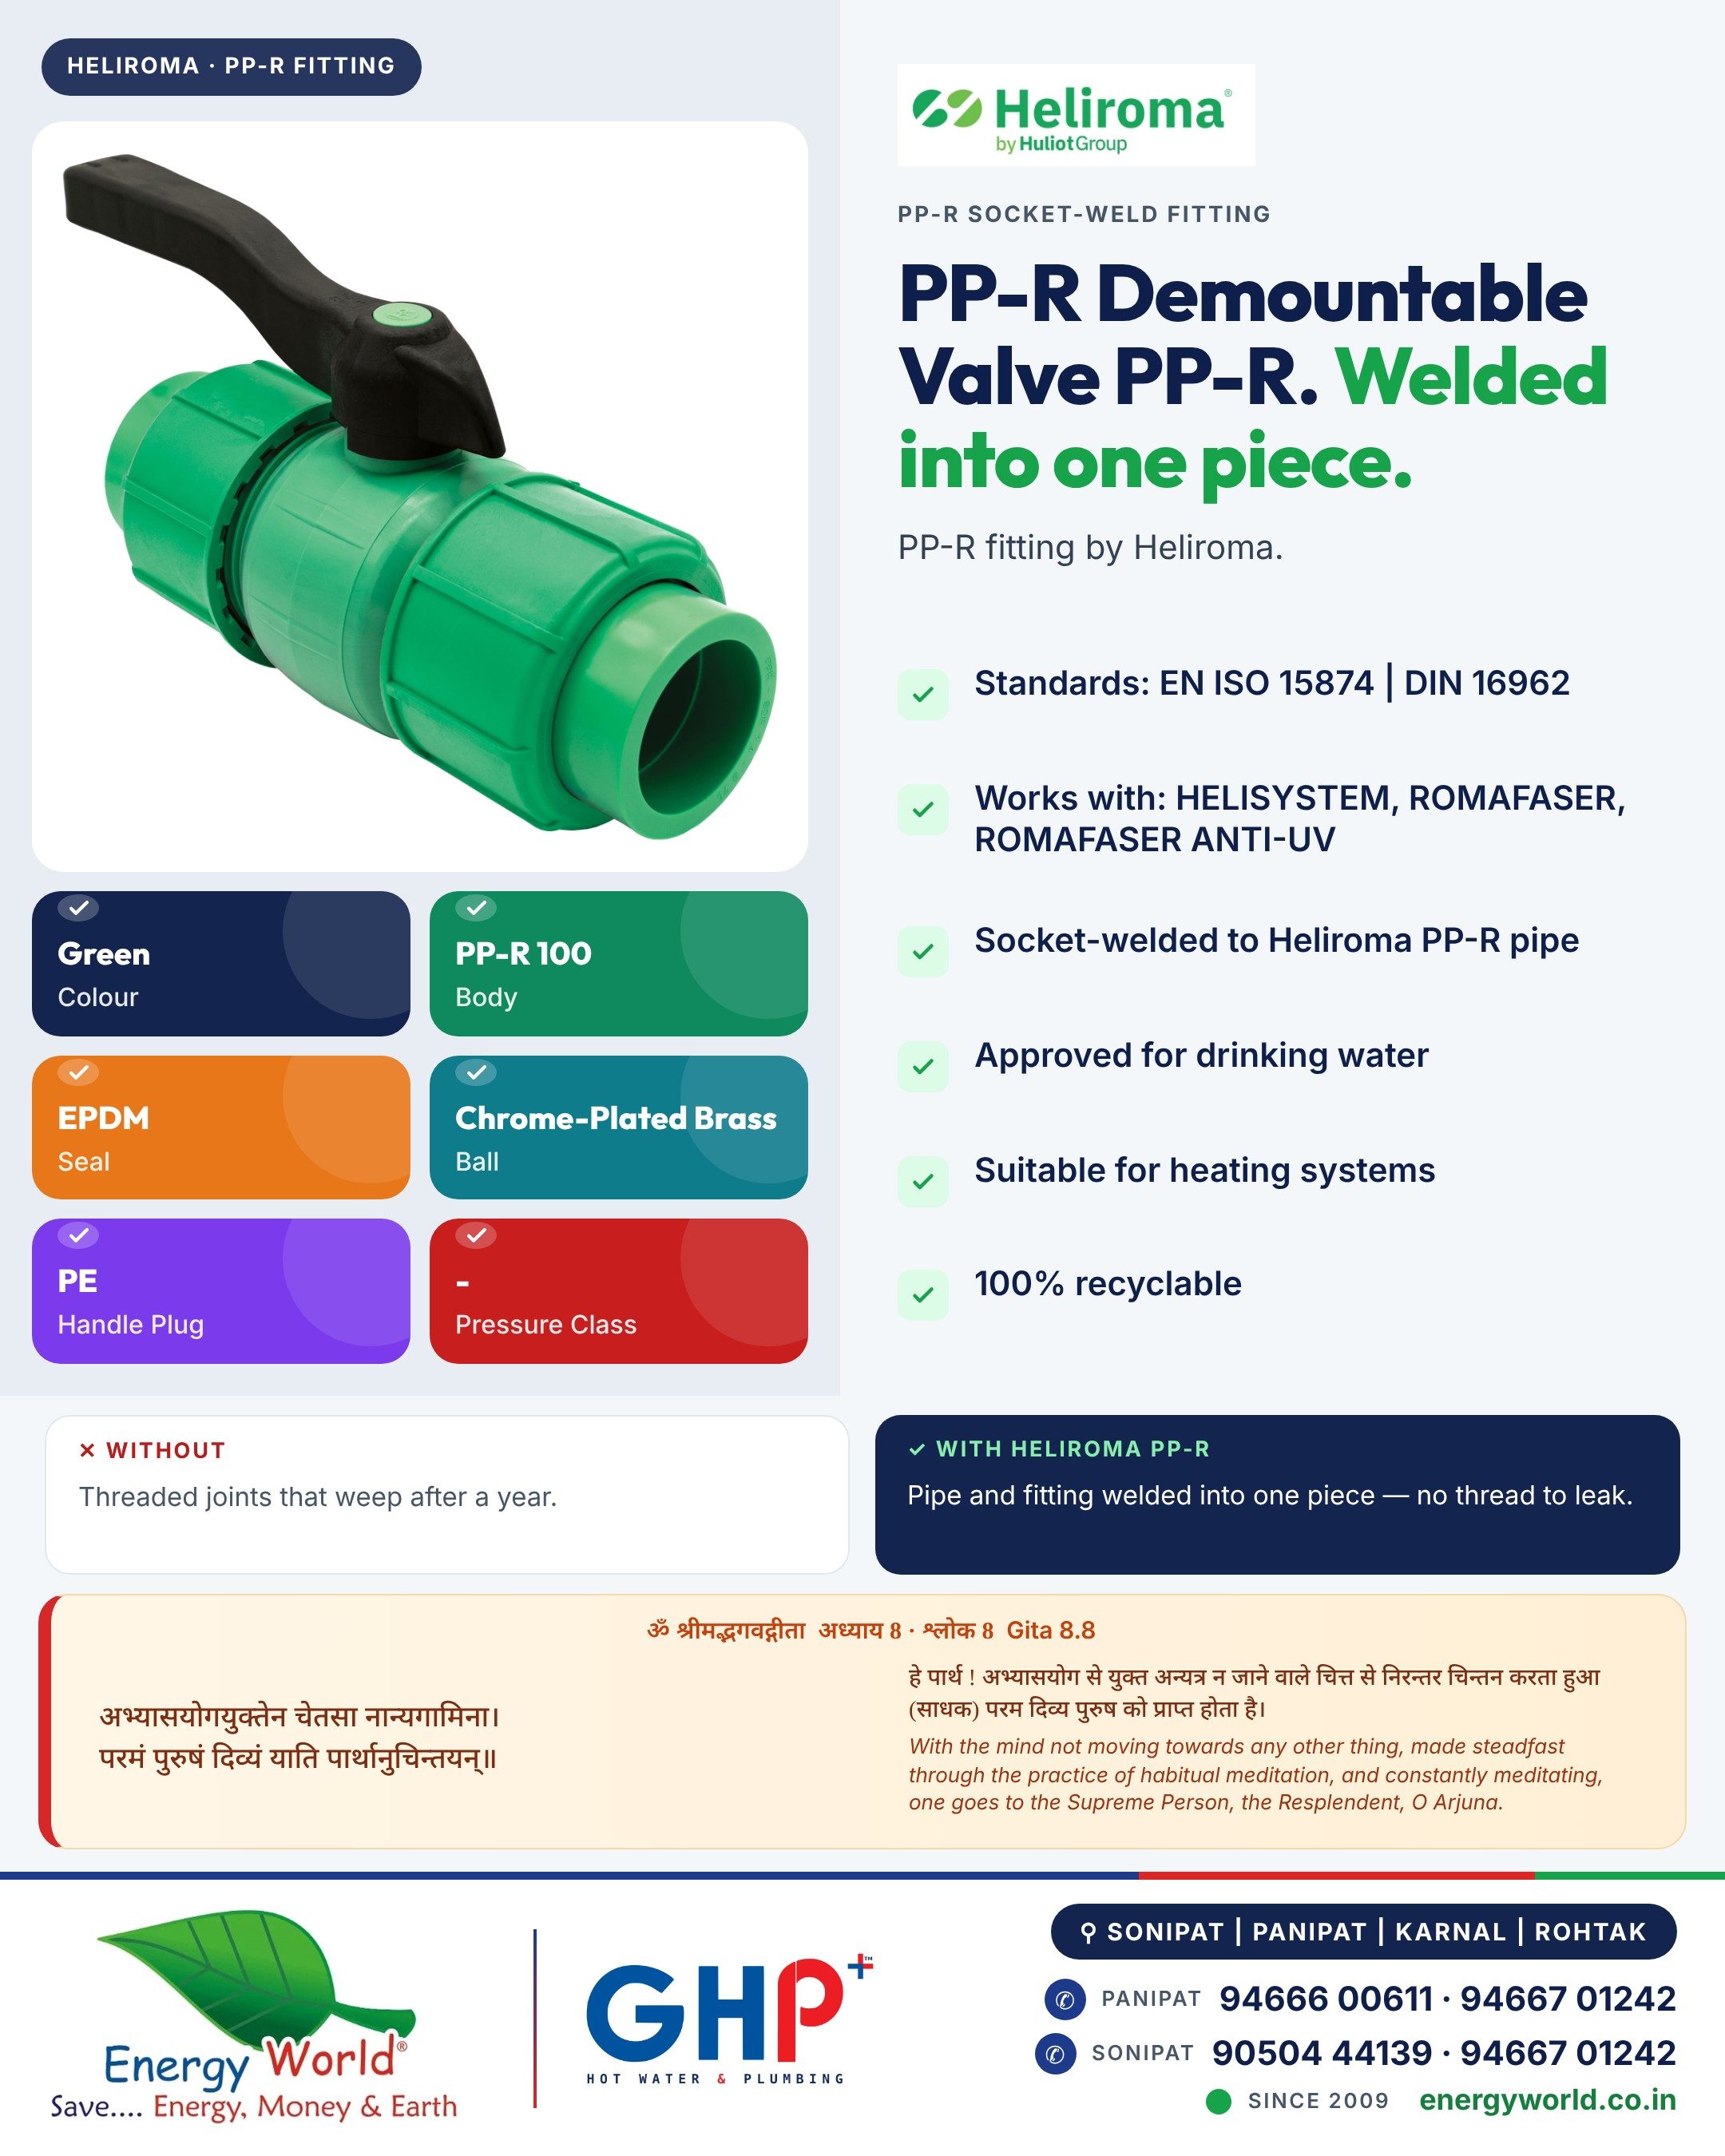 HELIROMA · PP-R FITTING
Heliroma®
by HuliotGroup
PP-R SOCKET-WELD FITTING
PP-R Demountable
Valve PP-R. Welded
into one piece.
PP-R fitting by Heliroma.
Standards: EN ISO 15874 | DIN 16962
Works with: HELISYSTEM, ROMAFASER,
ROMAFASER ANTI-UV
Socket-welded to Heliroma PP-R pipe
Approved for drinking water
Suitable for heating systems
100% recyclable
Green
Colour
PP-R 100
Body
EPDM
Seal
Chrome-Plated Brass
Ball
PE
Handle Plug
-
Pressure Class
✕ WITHOUT
Threaded joints that weep after a year.
✓ WITH HELIROMA PP-R
Pipe and fitting welded into one piece — no thread to leak.
ॐ श्रीमद्भगवद्गीता अध्याय 8 · श्लोक 8 Gita 8.8
अभ्यासयोगयुक्तेन चेतसा नान्यगामिना।
परमं पुरुषं दिव्यं याति पार्थानुचिन्तयन्॥
हे पार्थ ! अभ्यासयोग से युक्त अन्यत्र न जाने वाले चित्त से निरन्तर चिन्तन करता हुआ
(साधक) परम दिव्य पुरुष को प्राप्त होता है।
With the mind not moving towards any other thing, made steadfast
through the practice of habitual meditation, and constantly meditating,
one goes to the Supreme Person, the Resplendent, O Arjuna.
Energy World®
Save.... Energy, Money & Earth
GHP+™
HOT WATER & PLUMBING
SONIPAT | PANIPAT | KARNAL | ROHTAK
PANIPAT 94666 00611 · 94667 01242
SONIPAT 90504 44139 · 94667 01242
SINCE 2009 energyworld.co.in